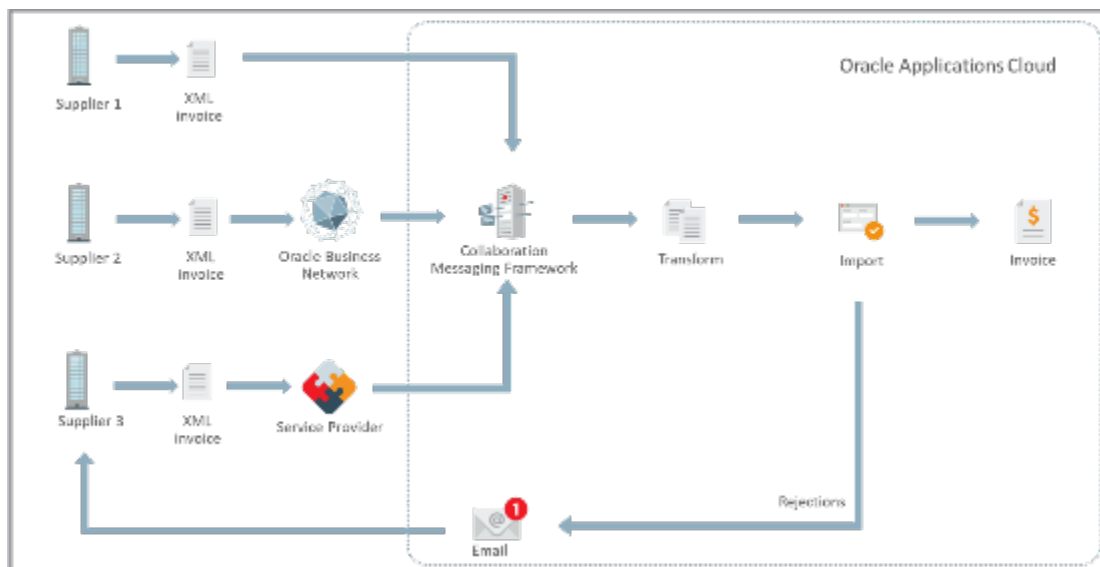 Oracle Applications Cloud
Supplier 1
XML
invoice
Supplier 2
XML
invoice
Oracle Business
Network
Collaboration
Messaging Framework
Transform
Import
$
Invoice
Supplier 3
XML
invoice
Service Provider
Rejections
@
1
Email